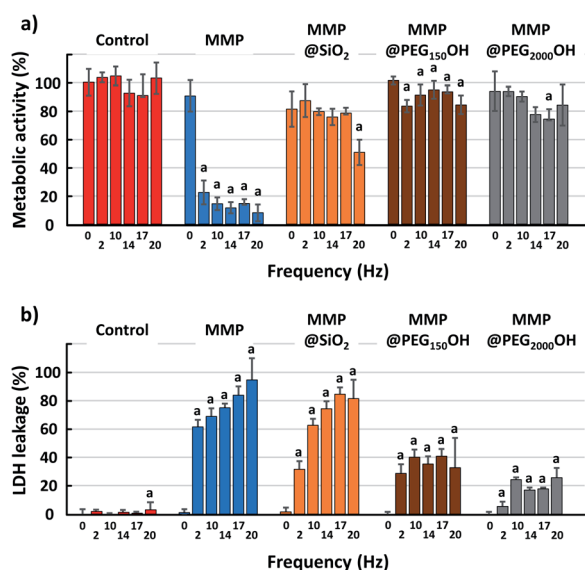 a)
Control
MMP
MMP
@SiO₂
MMP
@PEG₁₅₀OH
MMP
@PEG₂₀₀₀OH
Metabolic activity (%)
120
100
80
60
40
20
0
a a a a a
a
a a a a a
a
0 2 10 14 17 20
0 2 10 14 17 20
0 2 10 14 17 20
0 2 10 14 17 20
0 2 10 14 17 20
Frequency (Hz)
b)
Control
MMP
MMP
@SiO₂
MMP
@PEG₁₅₀OH
MMP
@PEG₂₀₀₀OH
LDH leakage (%)
100
80
60
40
20
0
a
a a a a a
a a a a a
a a a a a
a a a a a
0 2 10 14 17 20
0 2 10 14 17 20
0 2 10 14 17 20
0 2 10 14 17 20
0 2 10 14 17 20
Frequency (Hz)